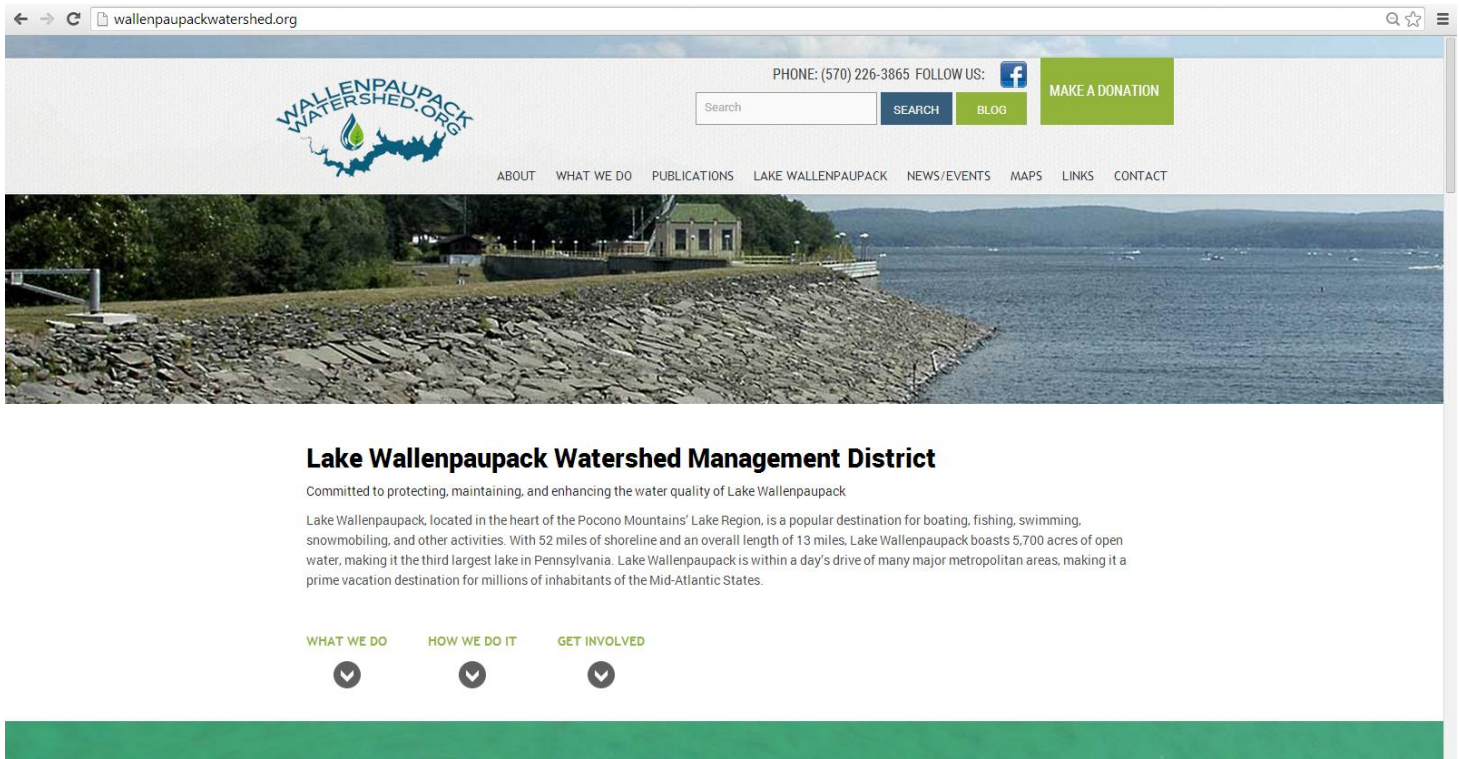 wallenpaupackwatershed.org
WALLENPAUPACK
WATERSHED.ORG
PHONE: (570) 226-3865 FOLLOW US:
MAKE A DONATION
Search
SEARCH
BLOG
ABOUT WHAT WE DO PUBLICATIONS LAKE WALLENPAUPACK NEWS/EVENTS MAPS LINKS CONTACT
Lake Wallenpaupack Watershed Management District
Committed to protecting, maintaining, and enhancing the water quality of Lake Wallenpaupack
Lake Wallenpaupack, located in the heart of the Pocono Mountains’ Lake Region, is a popular destination for boating, fishing, swimming,
snowmobiling, and other activities. With 52 miles of shoreline and an overall length of 13 miles, Lake Wallenpaupack boasts 5,700 acres of open
water, making it the third largest lake in Pennsylvania. Lake Wallenpaupack is within a day’s drive of many major metropolitan areas, making it a
prime vacation destination for millions of inhabitants of the Mid-Atlantic States.
WHAT WE DO HOW WE DO IT GET INVOLVED